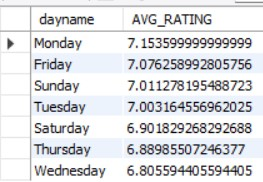 dayname AVG_RATING
Monday 7.153599999999999
Friday 7.076258992805756
Sunday 7.011278195488723
Tuesday 7.003164556962025
Saturday 6.901829268292688
Thursday 6.88985507246377
Wednesday 6.805594405594405